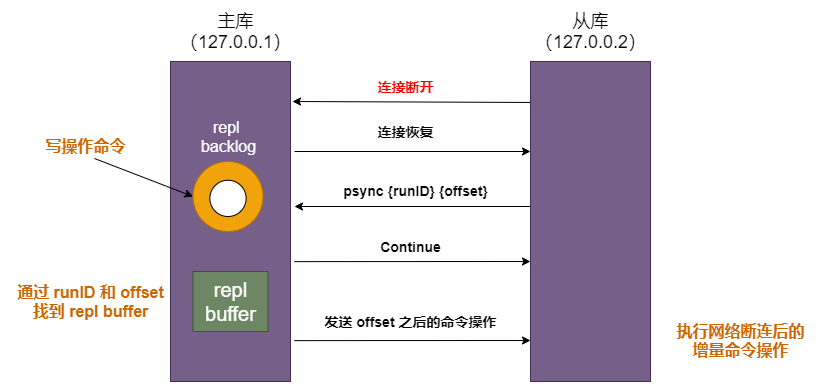 主库
（127.0.0.1）
从库
（127.0.0.2）
连接断开
连接恢复
repl
backlog
写操作命令
psync {runID} {offset}
Continue
repl
buffer
通过 runID 和 offset
找到 repl buffer
发送 offset 之后的命令操作
执行网络断连后的
增量命令操作